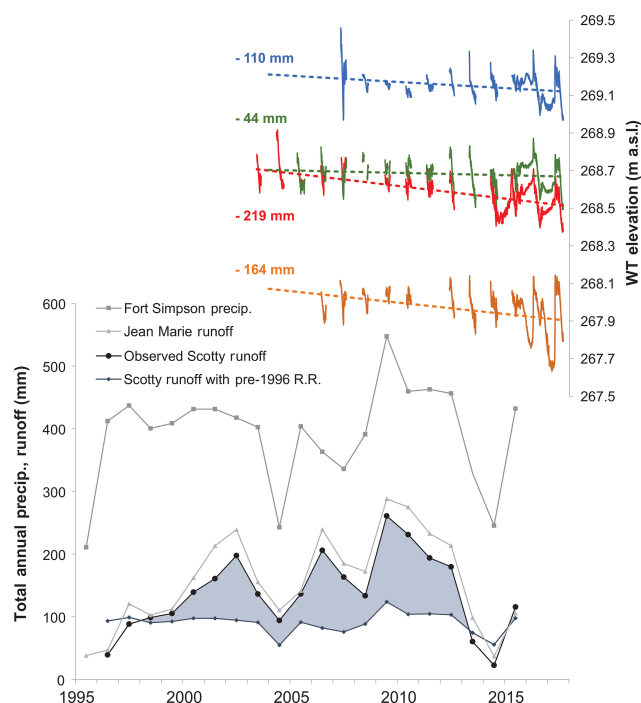 269.5
269.3
269.1
268.9
268.7
268.5
268.3
268.1
267.9
267.7
267.5
WT elevation (m a.s.l.)
- 110 mm
- 44 mm
- 219 mm
- 164 mm
Fort Simpson precip.
Jean Marie runoff
Observed Scotty runoff
Scotty runoff with pre-1996 R.R.
600
500
400
300
200
100
0
Total annual precip., runoff (mm)
1995
2000
2005
2010
2015